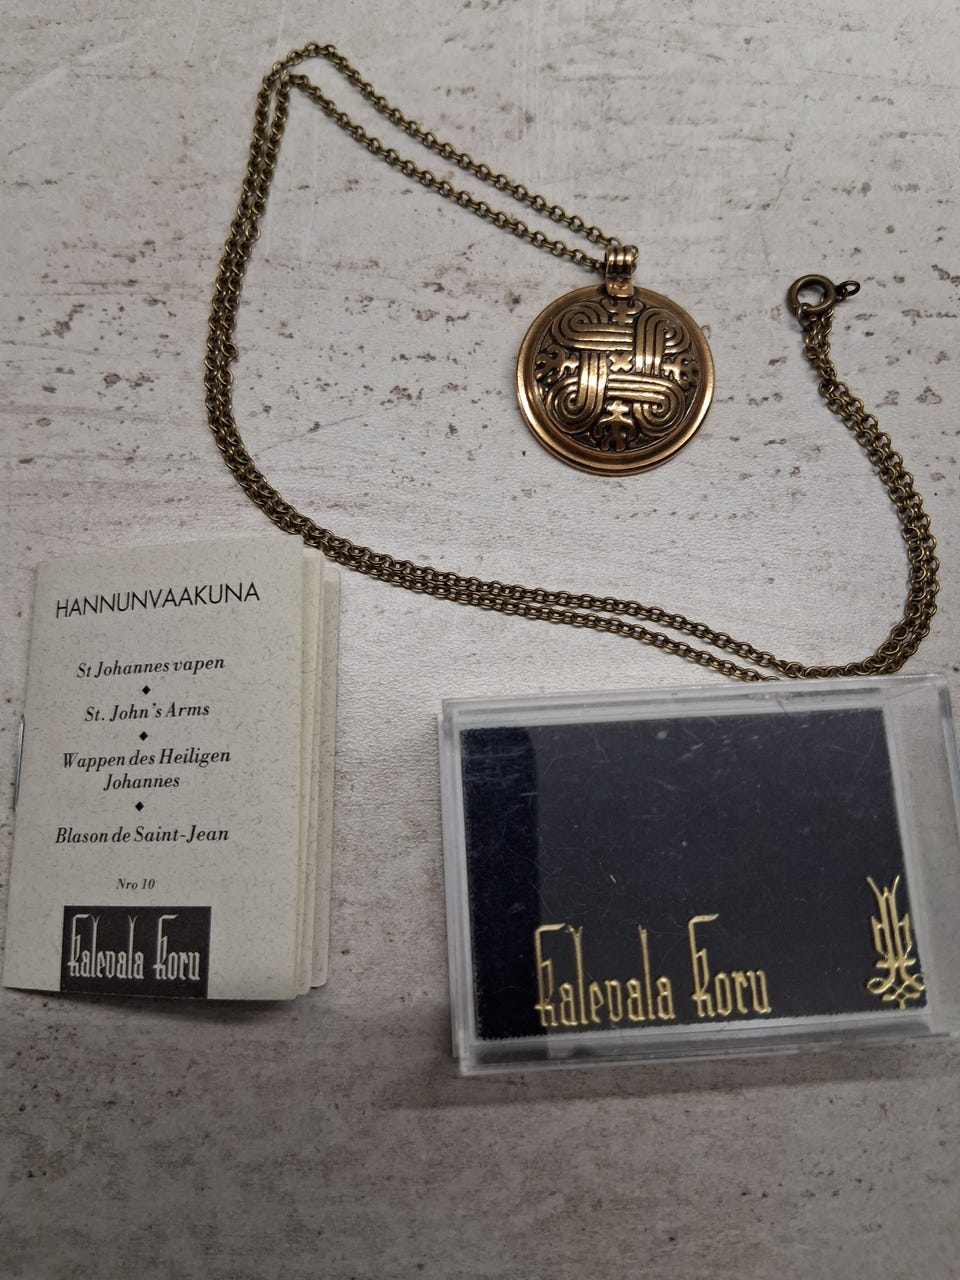 HANNUNVAAKUNA
St Johannes vapen
St. John's Arms
Wappen des Heiligen
Johannes
Blason de Saint-Jean
Nro 10
Kalevala Koru
Kalevala Koru